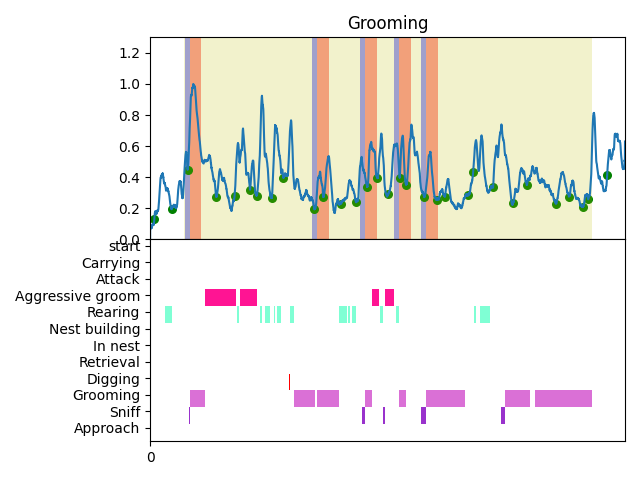 Grooming
1.2
1.0
0.8
0.6
0.4
0.2
0.0
start
Carrying
Attack
Aggressive groom
Rearing
Nest building
In nest
Retrieval
Digging
Grooming
Sniff
Approach
0